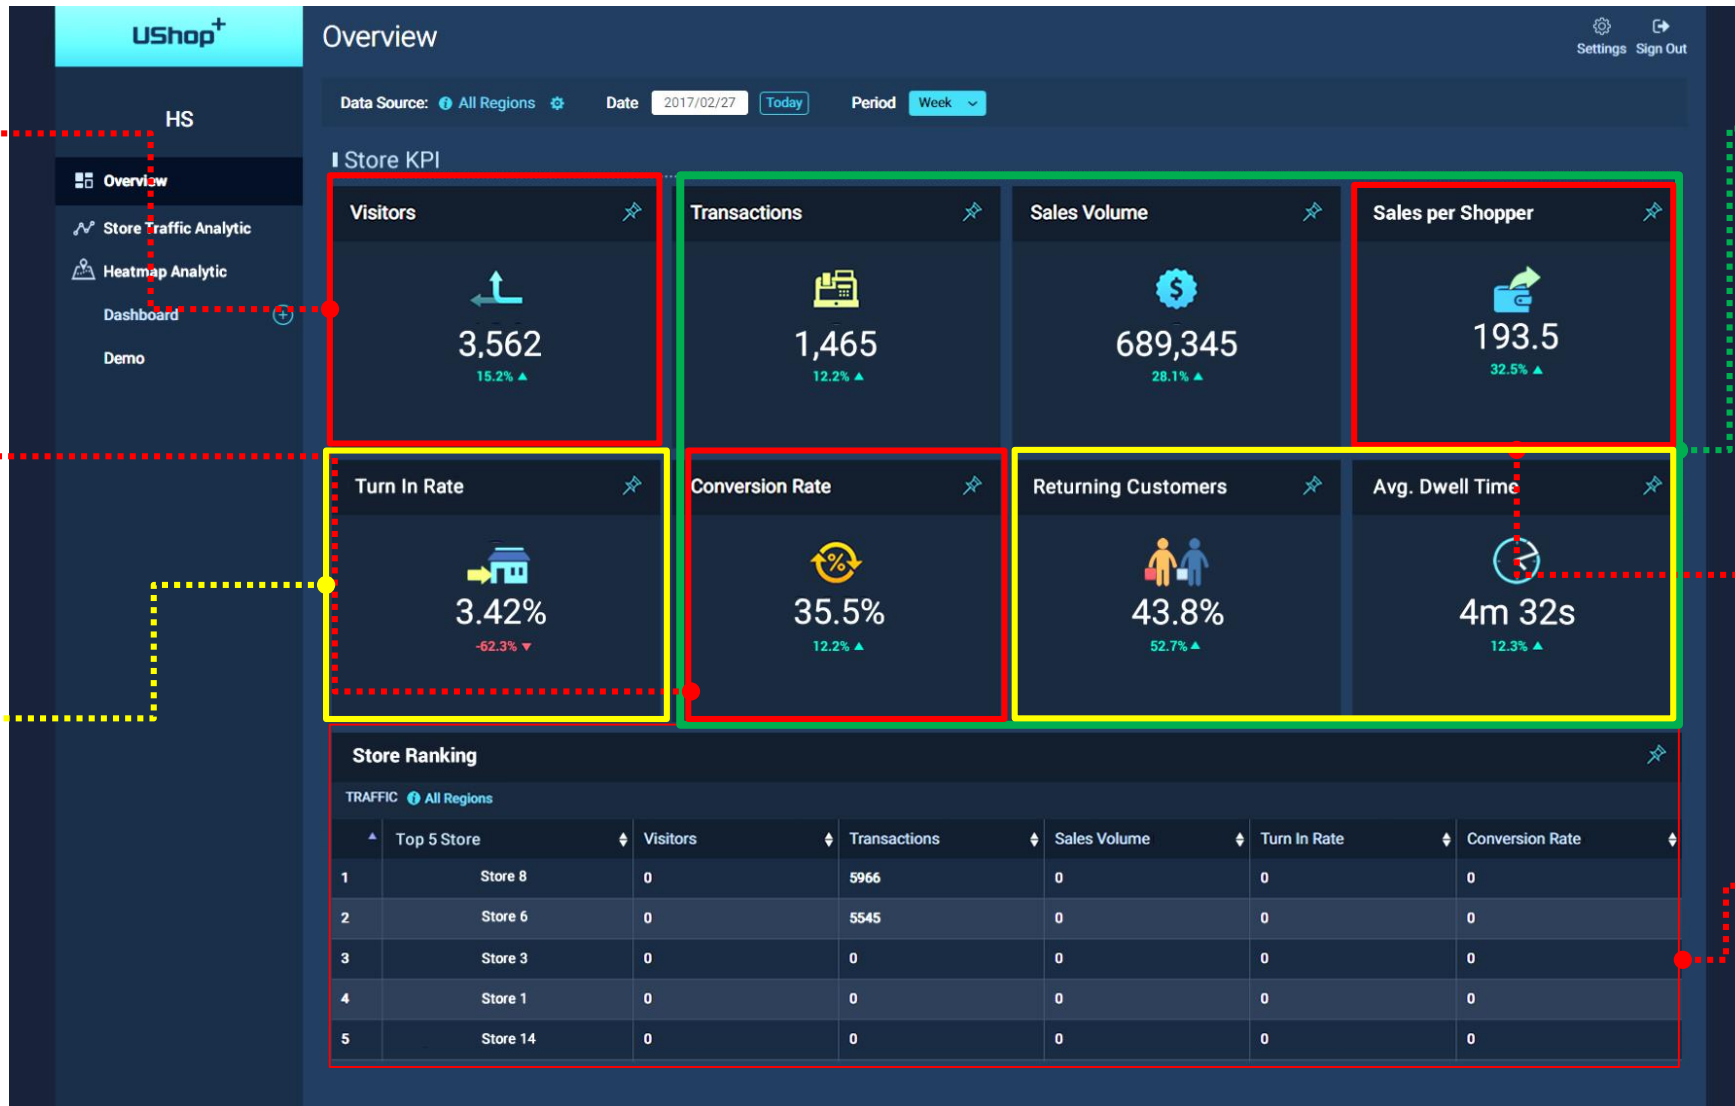 UShop+
Overview
Settings Sign Out
HS
Data Source: All Regions Date 2017/02/27 Today Period Week
Store KPI
Overview
Store Traffic Analytic
Heatmap Analytic
Dashboard
Demo
Visitors
3,562
15.2%
Transactions
1,465
12.2%
Sales Volume
$
689,345
28.1%
Sales per Shopper
193.5
32.5%
Turn In Rate
3.42%
-62.3%
Conversion Rate
%
35.5%
12.2%
Returning Customers
43.8%
52.7%
Avg. Dwell Time
4m 32s
12.3%
Store Ranking
TRAFFIC All Regions
Top 5 Store Visitors Transactions Sales Volume Turn In Rate Conversion Rate
1 Store 8 0 5966 0 0 0
2 Store 6 0 5545 0 0 0
3 Store 3 0 0 0 0 0
4 Store 1 0 0 0 0 0
5 Store 14 0 0 0 0 0